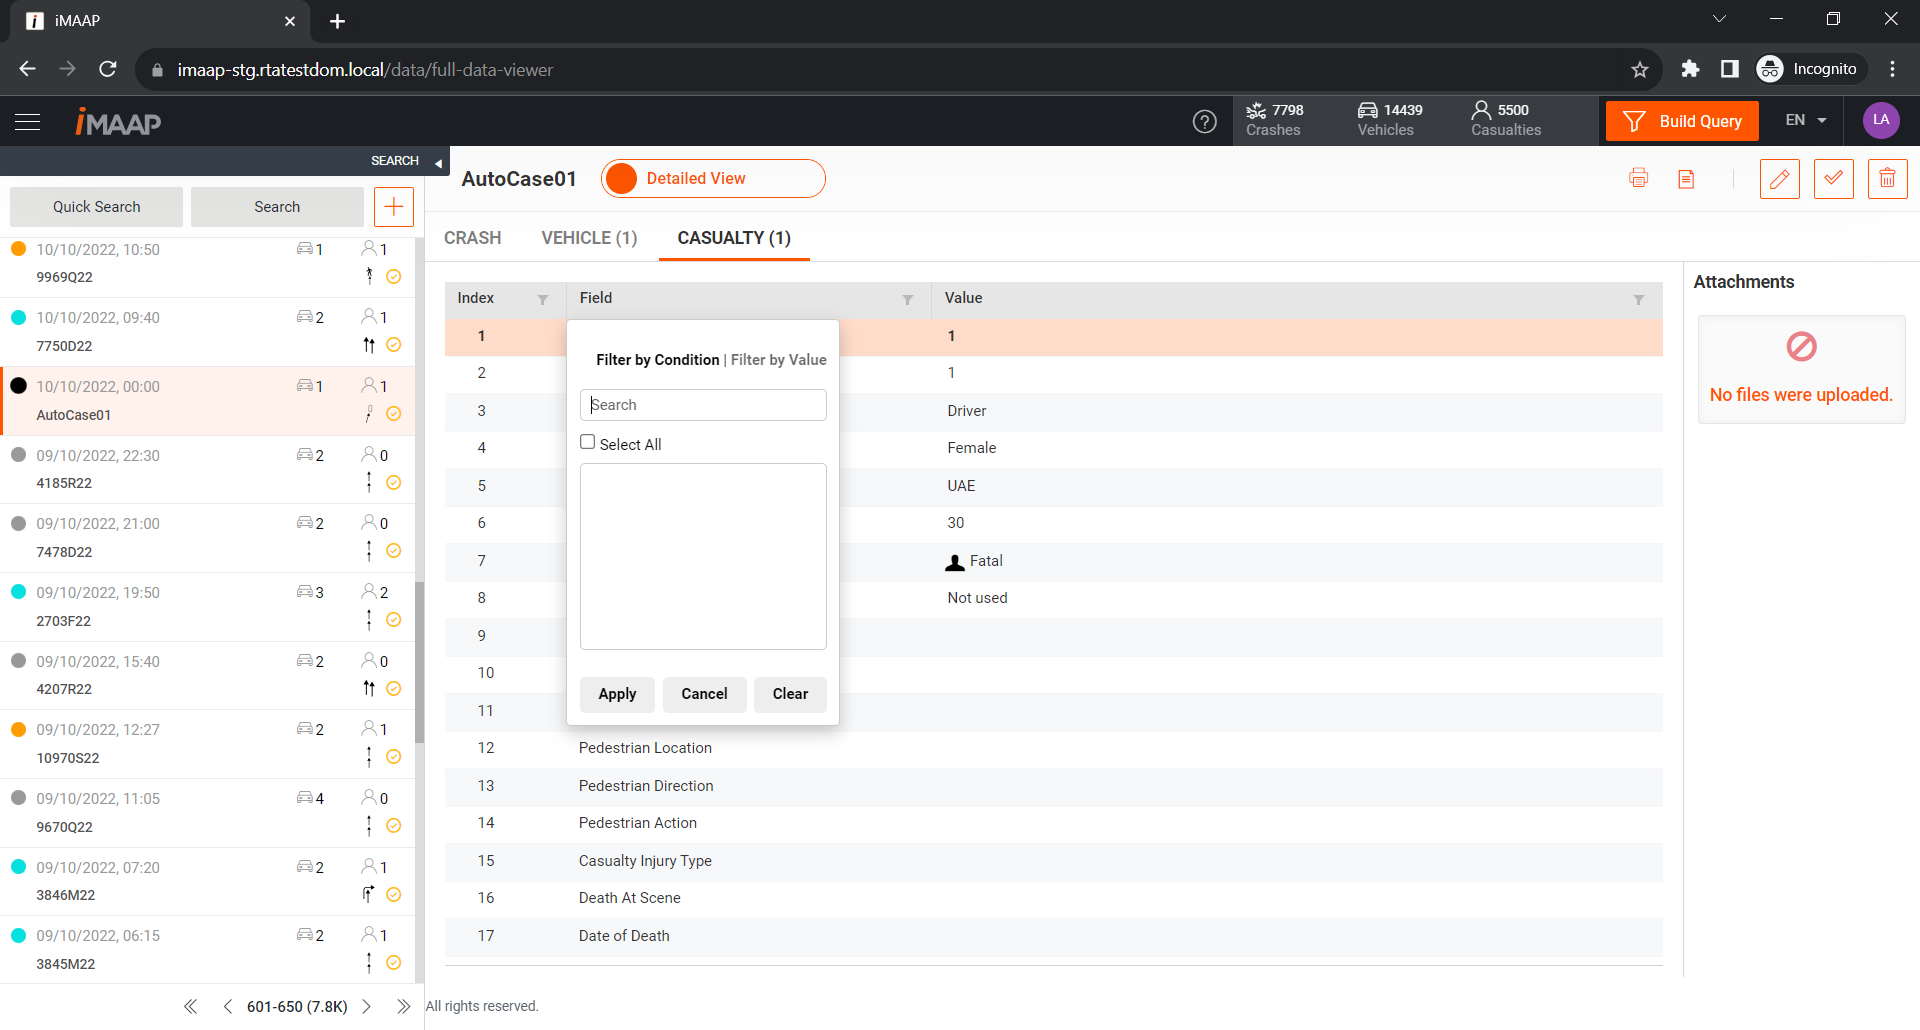 iMAAP
imaap-stg.rtatestdom.local/data/full-data-viewer
Incognito
iMAAP
7798
Crashes
14439
Vehicles
5500
Casualties
Build Query
EN
LA
SEARCH
Quick Search
Search
10/10/2022, 10:50 1 1
9969Q22
10/10/2022, 09:40 2 1
7750D22
10/10/2022, 00:00 1 1
AutoCase01
09/10/2022, 22:30 2 0
4185R22
09/10/2022, 21:00 2 0
7478D22
09/10/2022, 19:50 3 2
2703F22
09/10/2022, 15:40 2 0
4207R22
09/10/2022, 12:27 2 1
10970S22
09/10/2022, 11:05 4 0
9670Q22
09/10/2022, 07:20 2 1
3846M22
09/10/2022, 06:15 2 1
3845M22
601-650 (7.8K)
AutoCase01
Detailed View
CRASH VEHICLE (1) CASUALTY (1)
Index Field Value
1 1
2 1
3 Driver
4 Female
5 UAE
6 30
7 Fatal
8 Not used
9
10
11
12 Pedestrian Location
13 Pedestrian Direction
14 Pedestrian Action
15 Casualty Injury Type
16 Death At Scene
17 Date of Death
Filter by Condition | Filter by Value
Search
Select All
Apply Cancel Clear
Attachments
No files were uploaded.
All rights reserved.